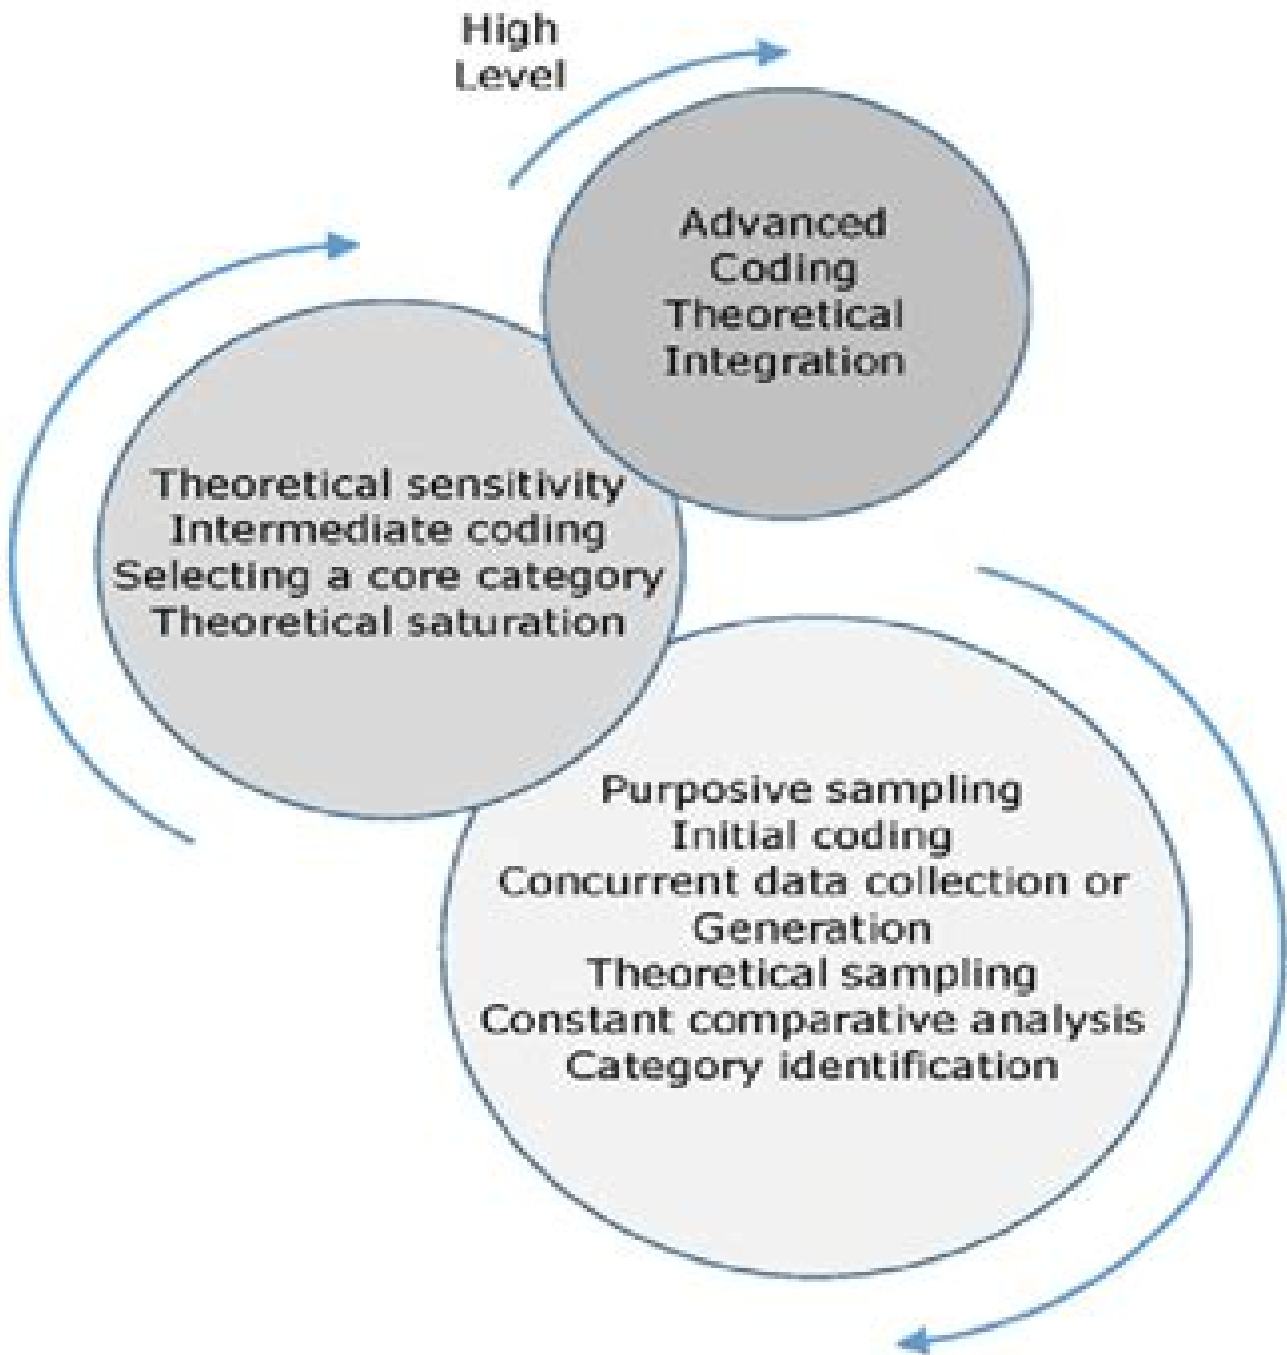 High
Level
Advanced
Coding
Theoretical
Integration
Theoretical sensitivity
Intermediate coding
Selecting a core category
Theoretical saturation
Purposive sampling
Initial coding
Concurrent data collection or
Generation
Theoretical sampling
Constant comparative analysis
Category identification